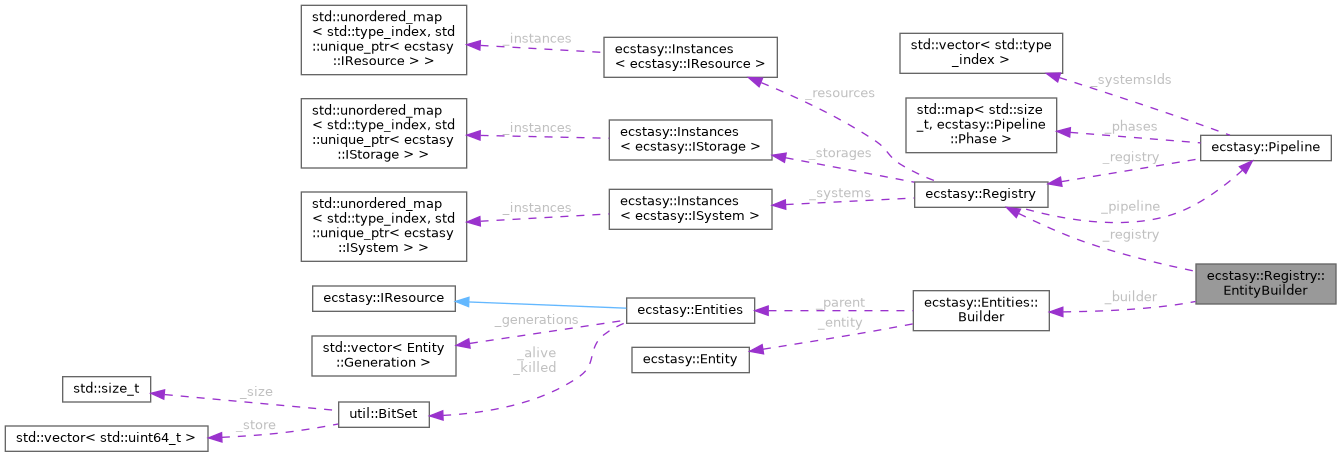 std::unordered_map
< std::type_index, std
::unique_ptr< ecstasy
::IResource > >
_instances
ecstasy::Instances
< ecstasy::IResource >
std::vector< std::type
_index >
_systemsIds
_resources
std::unordered_map
< std::type_index, std
::unique_ptr< ecstasy
::IStorage > >
_instances
ecstasy::Instances
< ecstasy::IStorage >
_storages
std::map< std::size
_t, ecstasy::Pipeline
::Phase >
_phases
ecstasy::Pipeline
_registry
std::unordered_map
< std::type_index, std
::unique_ptr< ecstasy
::ISystem > >
_instances
ecstasy::Instances
< ecstasy::ISystem >
_systems
ecstasy::Registry
_pipeline
_registry
ecstasy::Registry::
EntityBuilder
ecstasy::IResource
ecstasy::Entities
_parent
ecstasy::Entities::
Builder
_builder
_generations
_entity
std::vector< Entity
::Generation >
_alive
_killed
ecstasy::Entity
std::size_t
_size
util::BitSet
std::vector< std::uint64_t >
_store